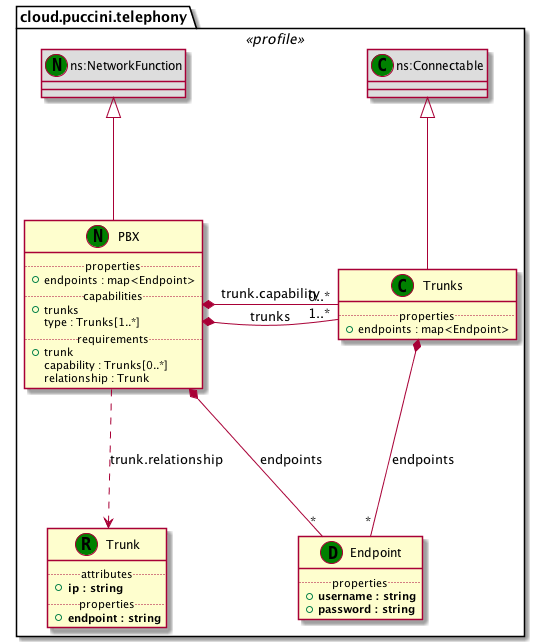 cloud.puccini.telephony
«profile»
N ns:NetworkFunction
C ns:Connectable
N PBX
properties
endpoints : map<Endpoint>
capabilities
trunks
type : Trunks[1..*]
requirements
trunk
capability : Trunks[0..*]
relationship : Trunk
trunk.capability
0..*
trunks
1..*
C Trunks
properties
endpoints : map<Endpoint>
trunk.relationship
endpoints
endpoints
*
*
R Trunk
attributes
ip : string
properties
endpoint : string
D Endpoint
properties
username : string
password : string